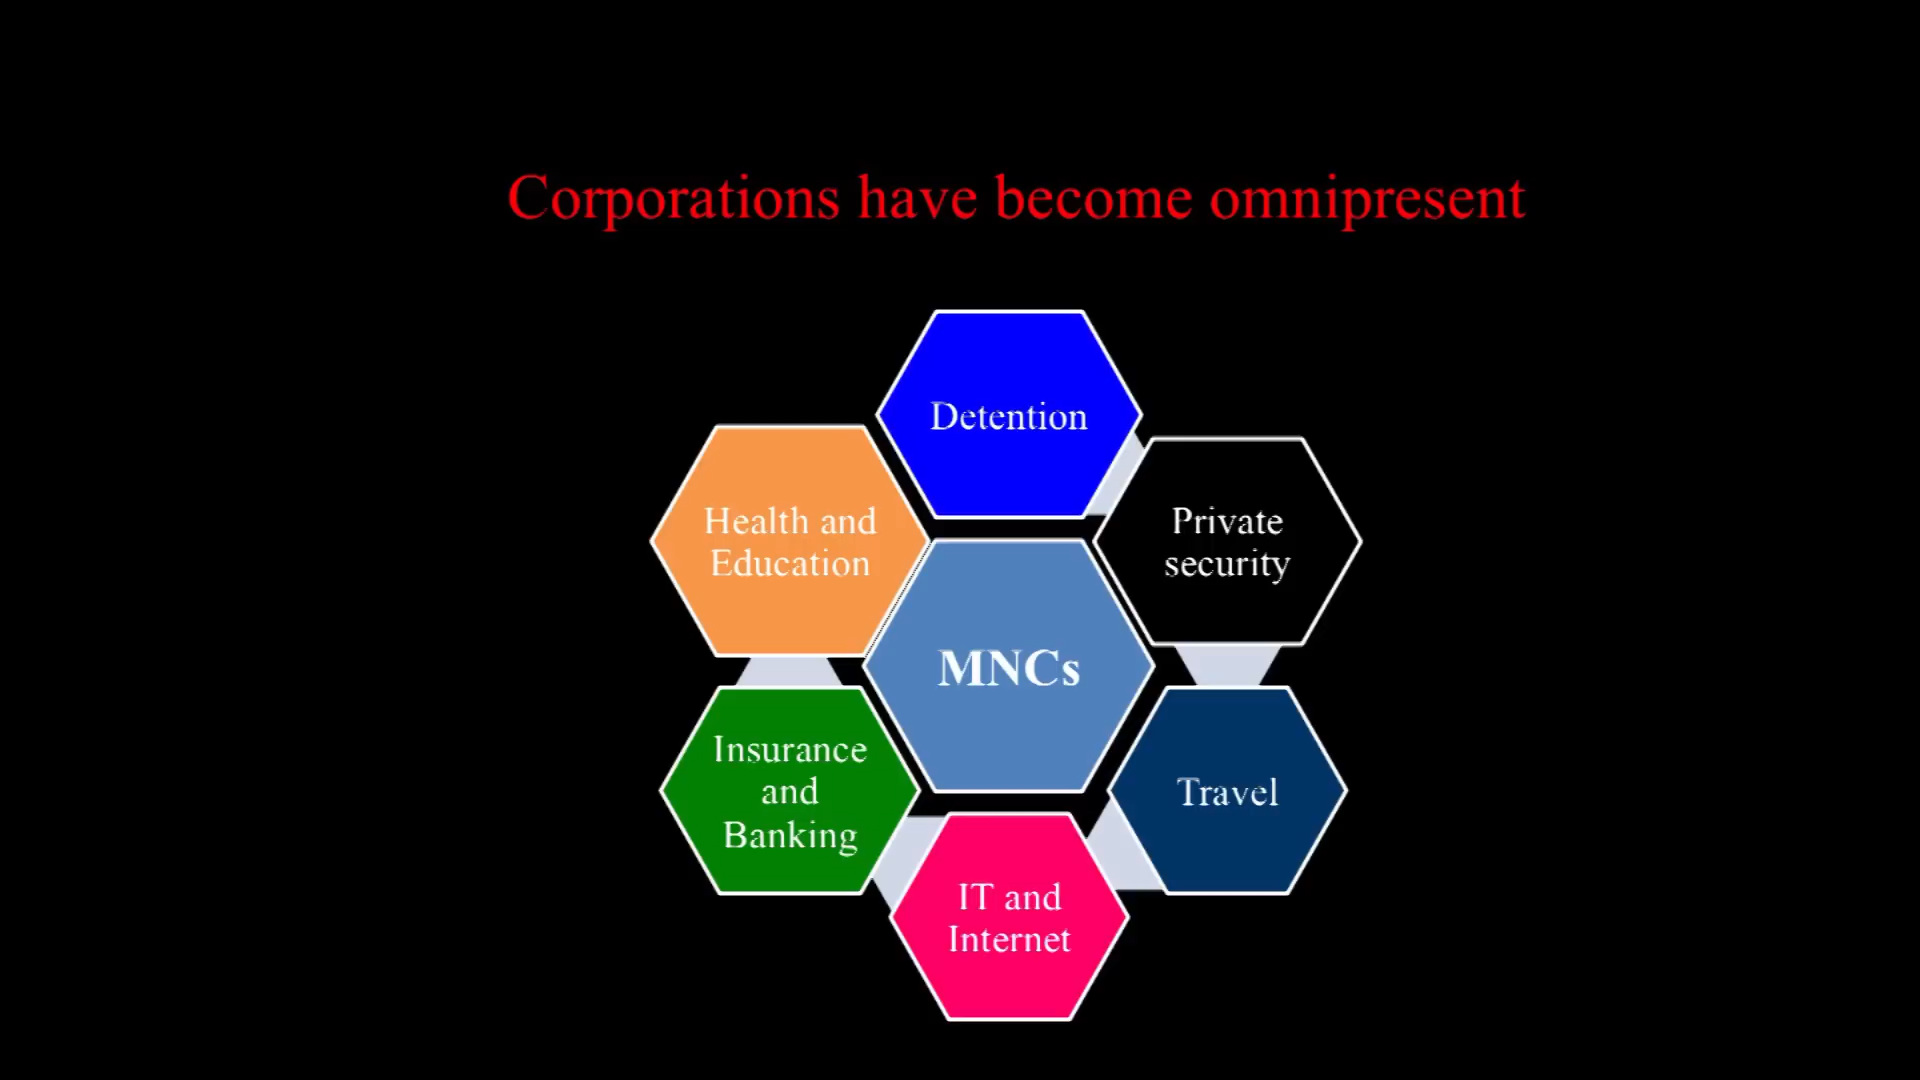 Corporations have become omnipresent
Detention
Health and
Education
Private
security
MNCs
Insurance
and
Banking
Travel
IT and
Internet